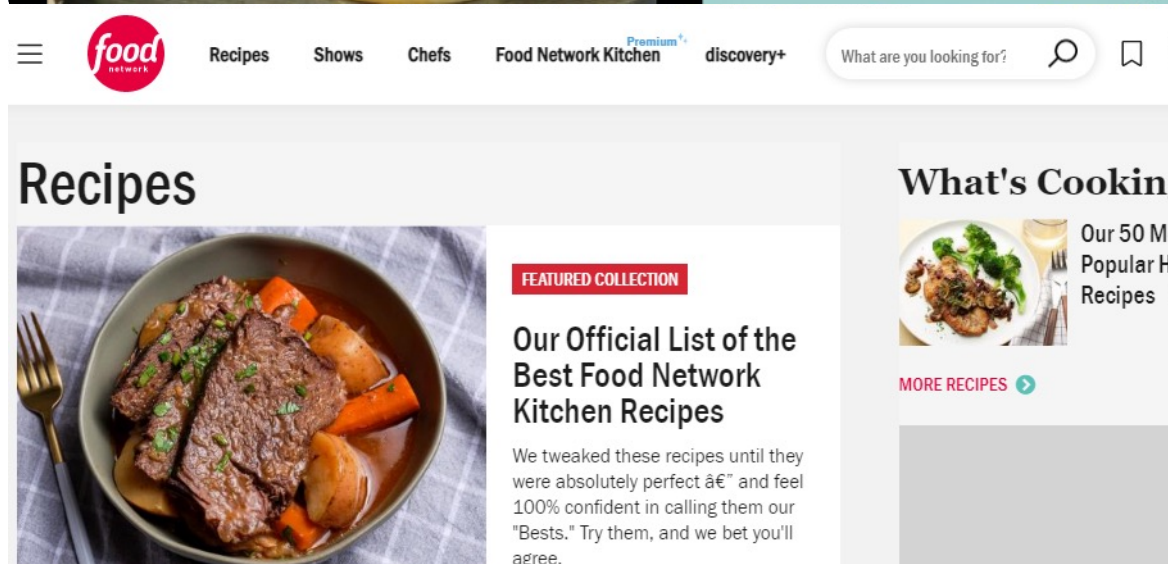 food
network
Recipes
Shows
Chefs
Food Network Kitchen
Premium
discovery+
What are you looking for?
Recipes
FEATURED COLLECTION
Our Official List of the
Best Food Network
Kitchen Recipes
We tweaked these recipes until they
were absolutely perfect â€” and feel
100% confident in calling them our
"Bests." Try them, and we bet you'll
agree.
What's Cookin
Our 50 M
Popular H
Recipes
MORE RECIPES